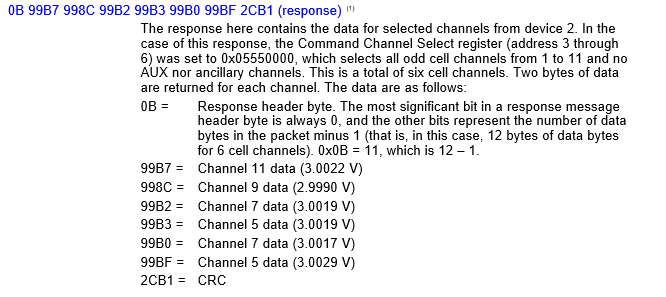 0B 99B7 998C 99B2 99B3 99B0 99BF 2CB1 (response) (1)
The response here contains the data for selected channels from device 2. In the
case of this response, the Command Channel Select register (address 3 through
6) was set to 0x05550000, which selects all odd cell channels from 1 to 11 and no
AUX nor ancillary channels. This is a total of six cell channels. Two bytes of data
are returned for each channel. The data are as follows:
0B = Response header byte. The most significant bit in a response message
header byte is always 0, and the other bits represent the number of data
bytes in the packet minus 1 (that is, in this case, 12 bytes of data bytes
for 6 cell channels). 0x0B = 11, which is 12 – 1.
99B7 = Channel 11 data (3.0022 V)
998C = Channel 9 data (2.9990 V)
99B2 = Channel 7 data (3.0019 V)
99B3 = Channel 5 data (3.0019 V)
99B0 = Channel 7 data (3.0017 V)
99BF = Channel 5 data (3.0029 V)
2CB1 = CRC